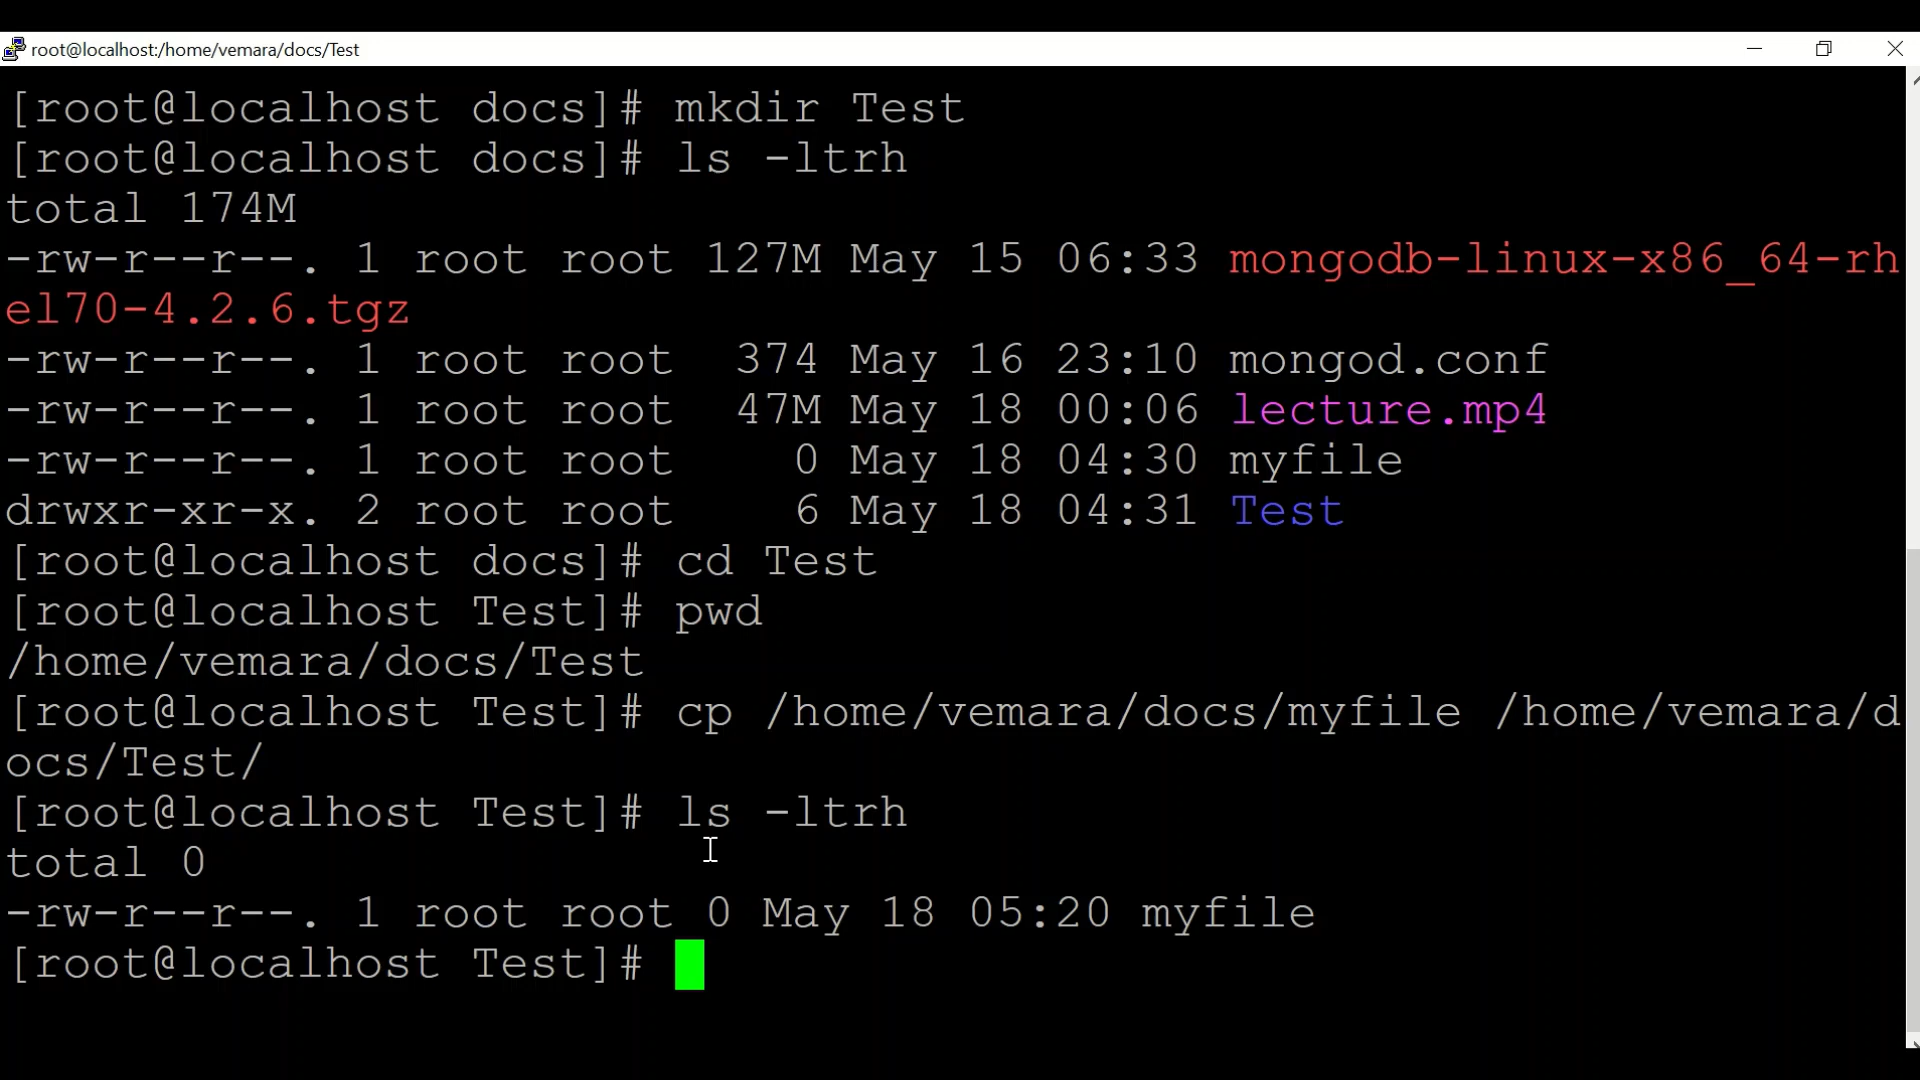 root@localhost:/home/vemara/docs/Test
[root@localhost docs]# mkdir Test
[root@localhost docs]# ls -ltrh
total 174M
-rw-r--r--. 1 root root 127M May 15 06:33 mongodb-linux-x86_64-rh
el70-4.2.6.tgz
-rw-r--r--. 1 root root  374 May 16 23:10 mongod.conf
-rw-r--r--. 1 root root  47M May 18 00:06 lecture.mp4
-rw-r--r--. 1 root root    0 May 18 04:30 myfile
drwxr-xr-x. 2 root root    6 May 18 04:31 Test
[root@localhost docs]# cd Test
[root@localhost Test]# pwd
/home/vemara/docs/Test
[root@localhost Test]# cp /home/vemara/docs/myfile /home/vemara/d
ocs/Test/
[root@localhost Test]# ls -ltrh
total 0
-rw-r--r--. 1 root root 0 May 18 05:20 myfile
[root@localhost Test]#